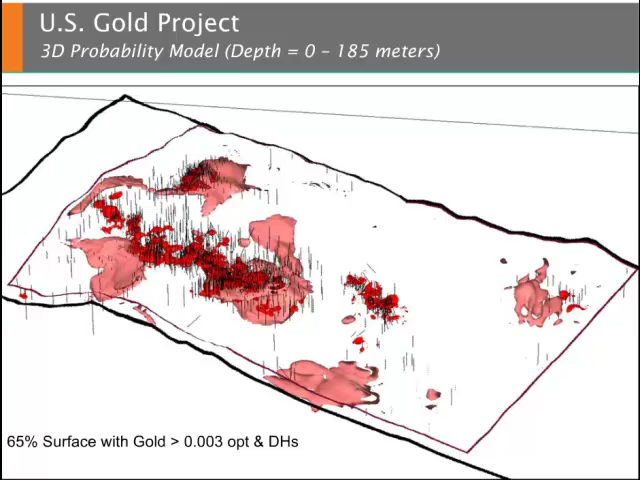 U.S. Gold Project
3D Probability Model (Depth = 0 – 185 meters)
65% Surface with Gold > 0.003 opt & DHs